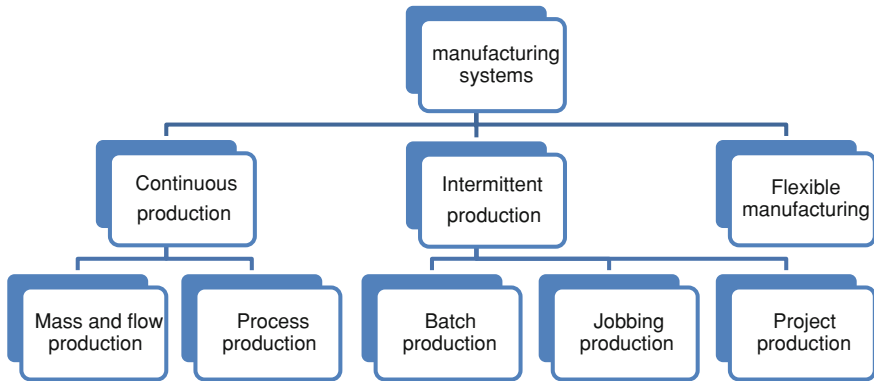 manufacturing
systems
Continuous
production
Intermittent
production
Flexible
manufacturing
Mass and flow
production
Process
production
Batch
production
Jobbing
production
Project
production